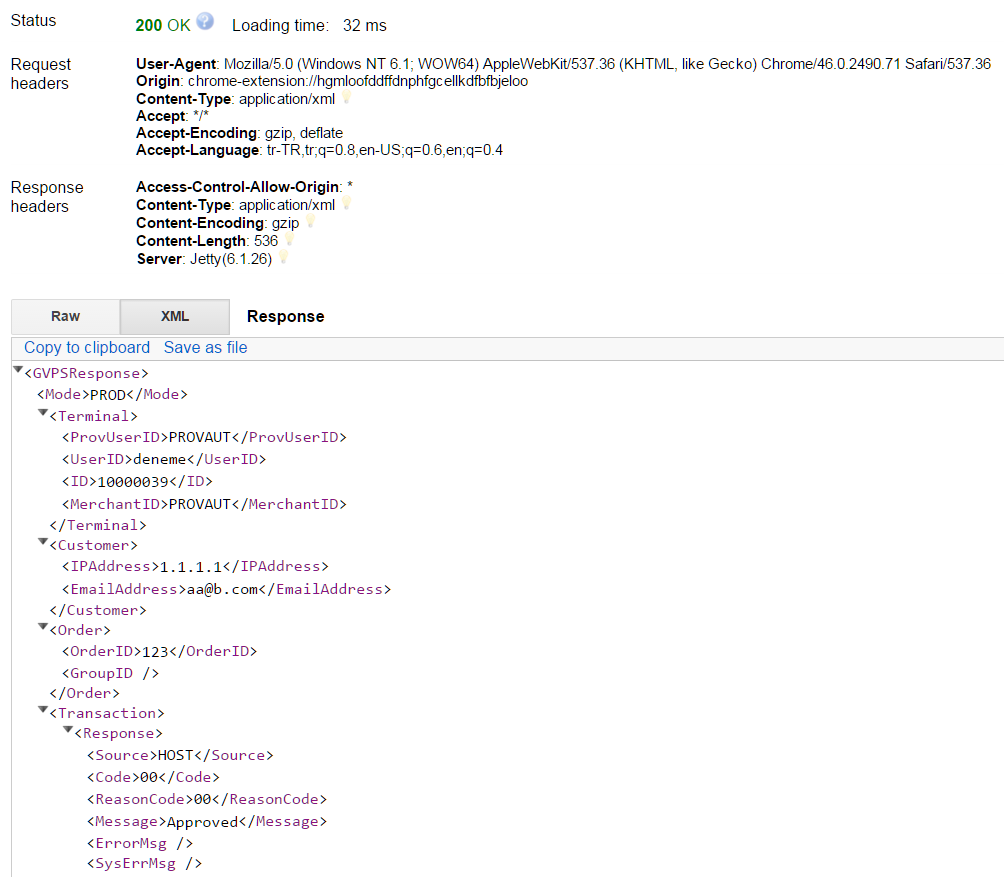 Status
200 OK Loading time: 32 ms
Request headers
User-Agent: Mozilla/5.0 (Windows NT 6.1; WOW64) AppleWebKit/537.36 (KHTML, like Gecko) Chrome/46.0.2490.71 Safari/537.36
Origin: chrome-extension://hgmloofddffdnphfgcellkdfbfbjeloo
Content-Type: application/xml
Accept: */*
Accept-Encoding: gzip, deflate
Accept-Language: tr-TR,tr;q=0.8,en-US;q=0.6,en;q=0.4
Response headers
Access-Control-Allow-Origin: *
Content-Type: application/xml
Content-Encoding: gzip
Content-Length: 536
Server: Jetty(6.1.26)
Raw XML Response
Copy to clipboard Save as file
<GVPSResponse>
<Mode>PROD</Mode>
<Terminal>
<ProvUserID>PROVAUT</ProvUserID>
<UserID>deneme</UserID>
<ID>10000039</ID>
<MerchantID>PROVAUT</MerchantID>
</Terminal>
<Customer>
<IPAddress>1.1.1.1</IPAddress>
<EmailAddress>aa@b.com</EmailAddress>
</Customer>
<Order>
<OrderID>123</OrderID>
<GroupID />
</Order>
<Transaction>
<Response>
<Source>HOST</Source>
<Code>00</Code>
<ReasonCode>00</ReasonCode>
<Message>Approved</Message>
<ErrorMsg />
<SysErrMsg />